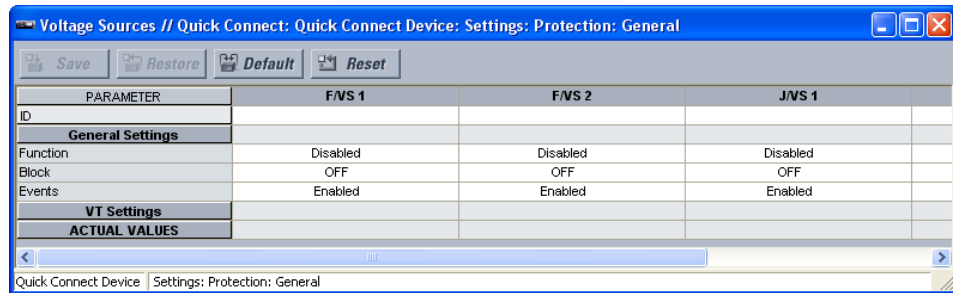 Voltage Sources // Quick Connect: Quick Connect Device: Settings: Protection: General
Save Restore Default Reset
PARAMETER F/VS 1 F/VS 2 J/VS 1
ID
General Settings
Function Disabled Disabled Disabled
Block OFF OFF OFF
Events Enabled Enabled Enabled
VT Settings
ACTUAL VALUES
Quick Connect Device Settings: Protection: General